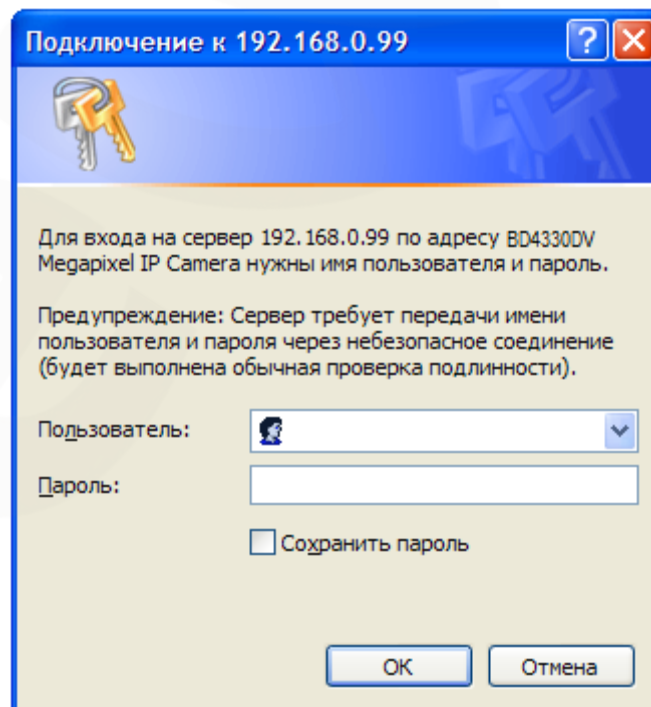 Подключение к 192.168.0.99
Для входа на сервер 192.168.0.99 по адресу BD4330DV
Megapixel IP Camera нужны имя пользователя и пароль.
Предупреждение: Сервер требует передачи имени
пользователя и пароля через небезопасное соединение
(будет выполнена обычная проверка подлинности).
Пользователь:
Пароль:
Сохранить пароль
ОК
Отмена